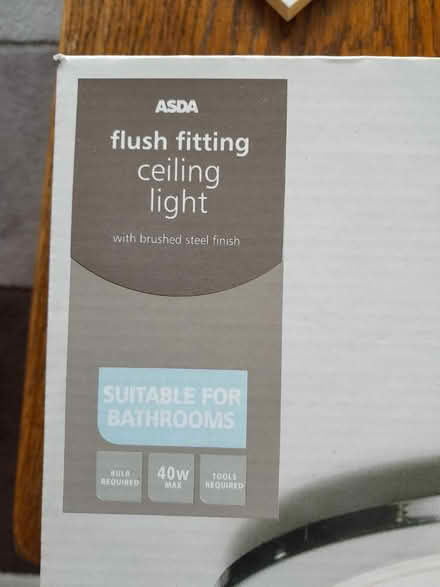 ASDA
flush fitting
ceiling
light
with brushed steel finish
SUITABLE FOR
BATHROOMS
BULB
REQUIRED
40W
MAX
TOOLS
REQUIRED